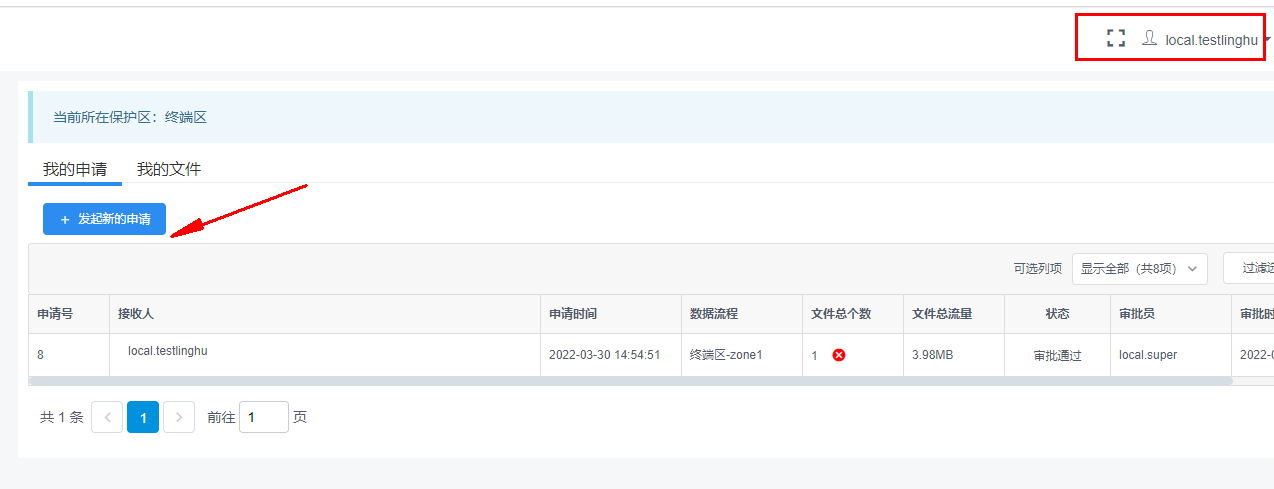 local.testlinghu
当前所在保护区：终端区
我的申请 我的文件
+ 发起新的申请
可选列项 显示全部（共8项） 过滤
申请号 接收人 申请时间 数据流程 文件总个数 文件总流量 状态 审批员 审批
8 local.testlinghu 2022-03-30 14:54:51 终端区-zone1 1 3.98MB 审批通过 local.super 2022-
共 1 条 < 1 > 前往 1 页